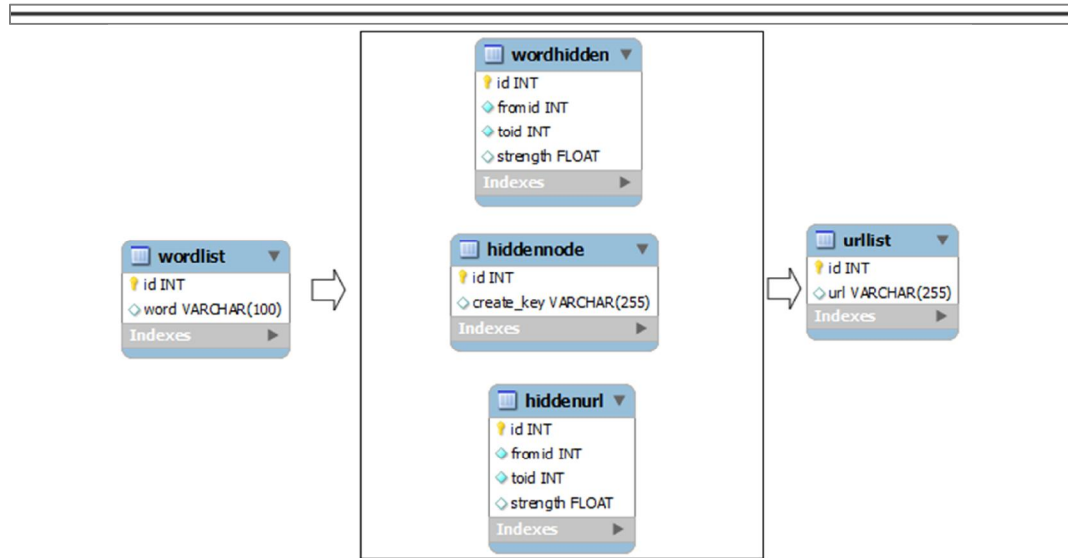 wordhidden
id INT
fromid INT
toid INT
strength FLOAT
Indexes
wordlist
id INT
word VARCHAR(100)
Indexes
hiddennode
id INT
create_key VARCHAR(255)
Indexes
urllist
id INT
url VARCHAR(255)
Indexes
hiddenurl
id INT
fromid INT
toid INT
strength FLOAT
Indexes